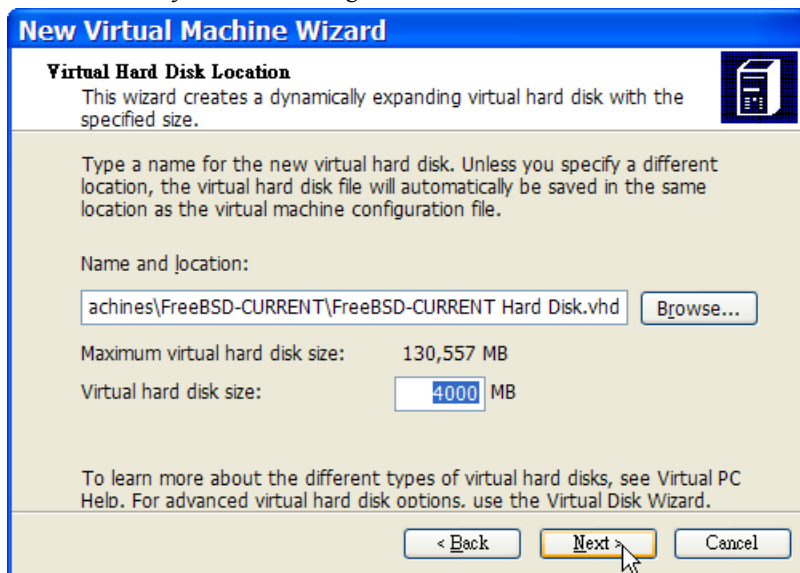 New Virtual Machine Wizard
Virtual Hard Disk Location
This wizard creates a dynamically expanding virtual hard disk with the
specified size.
Type a name for the new virtual hard disk. Unless you specify a different
location, the virtual hard disk file will automatically be saved in the same
location as the virtual machine configuration file.
Name and location:
achines\FreeBSD-CURRENT\FreeBSD-CURRENT Hard Disk.vhd Browse...
Maximum virtual hard disk size: 130,557 MB
Virtual hard disk size: 4000 MB
To learn more about the different types of virtual hard disks, see Virtual PC
Help. For advanced virtual hard disk options, use the Virtual Disk Wizard.
< Back Next > Cancel